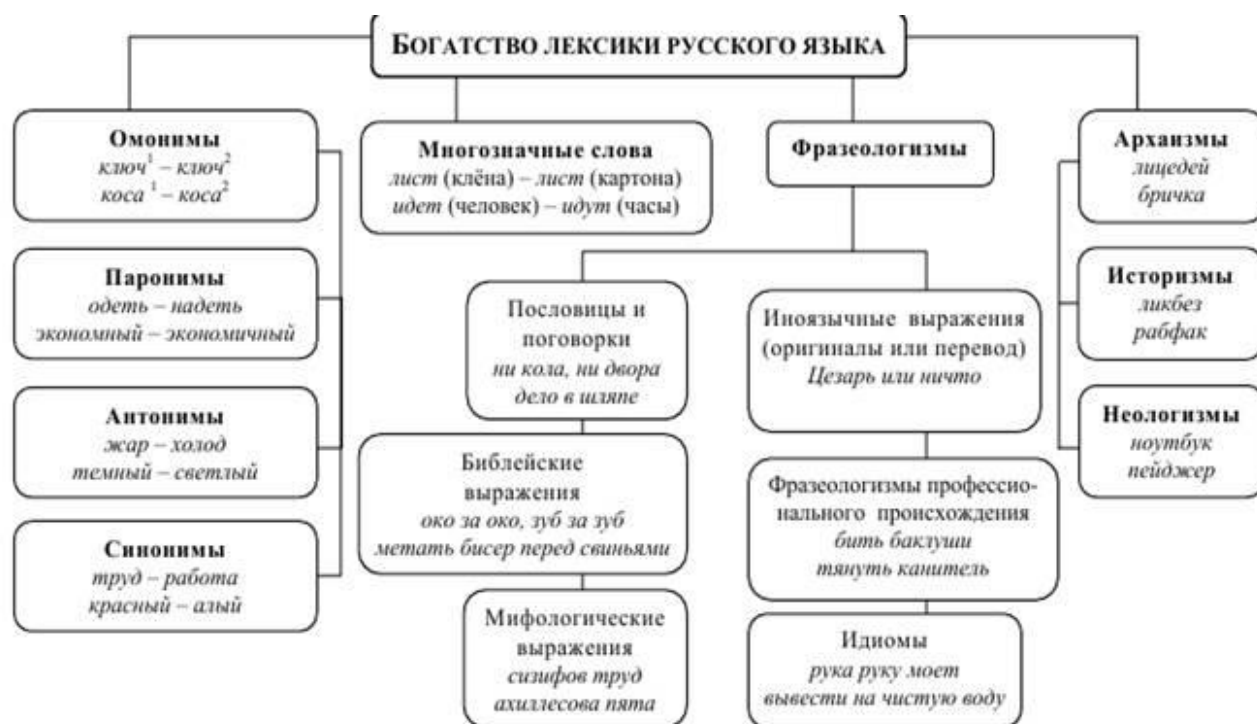 БОГАТСТВО ЛЕКСИКИ РУССКОГО ЯЗЫКА
Омонимы
ключ¹ – ключ²
коса ¹ – коса²
Паронимы
одеть – надеть
экономный – экономичный
Антонимы
жар – холод
темный – светлый
Синонимы
труд – работа
красный – алый
Многозначные слова
лист (клёна) – лист (картона)
идет (человек) – идут (часы)
Фразеологизмы
Пословицы и
поговорки
ни кола, ни двора
дело в шляпе
Библейские
выражения
око за око, зуб за зуб
метать бисер перед свиньями
Мифологические
выражения
сизифов труд
ахиллесова пята
Иноязычные выражения
(оригиналы или перевод)
Цезарь или ничто
Фразеологизмы профессио-
нального происхождения
бить баклуши
тянуть канитель
Идиомы
рука руку моет
вывести на чистую воду
Архаизмы
лицедей
бричка
Историзмы
ликбез
рабфак
Неологизмы
ноутбук
пейджер